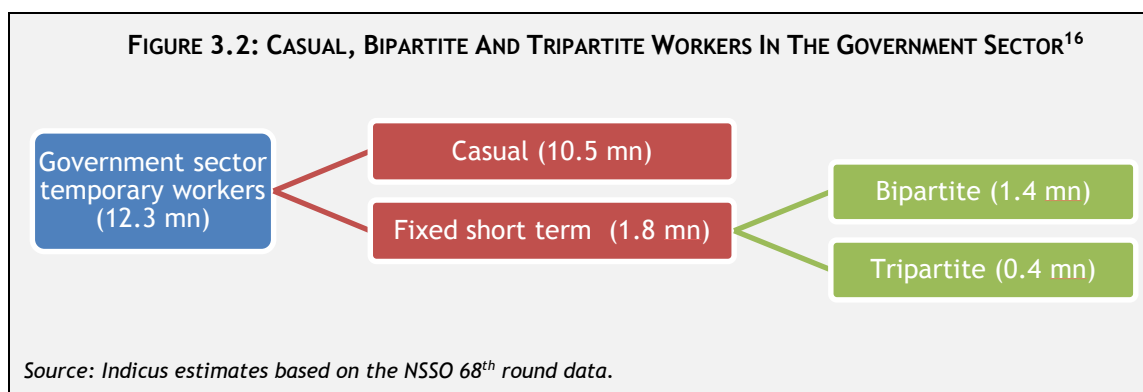 FIGURE 3.2: CASUAL, BIPARTITE AND TRIPARTITE WORKERS IN THE GOVERNMENT SECTOR16
Government sector
temporary workers
(12.3 mn)
Casual (10.5 mn)
Fixed short term (1.8 mn)
Bipartite (1.4 mn)
Tripartite (0.4 mn)
Source: Indicus estimates based on the NSSO 68th round data.